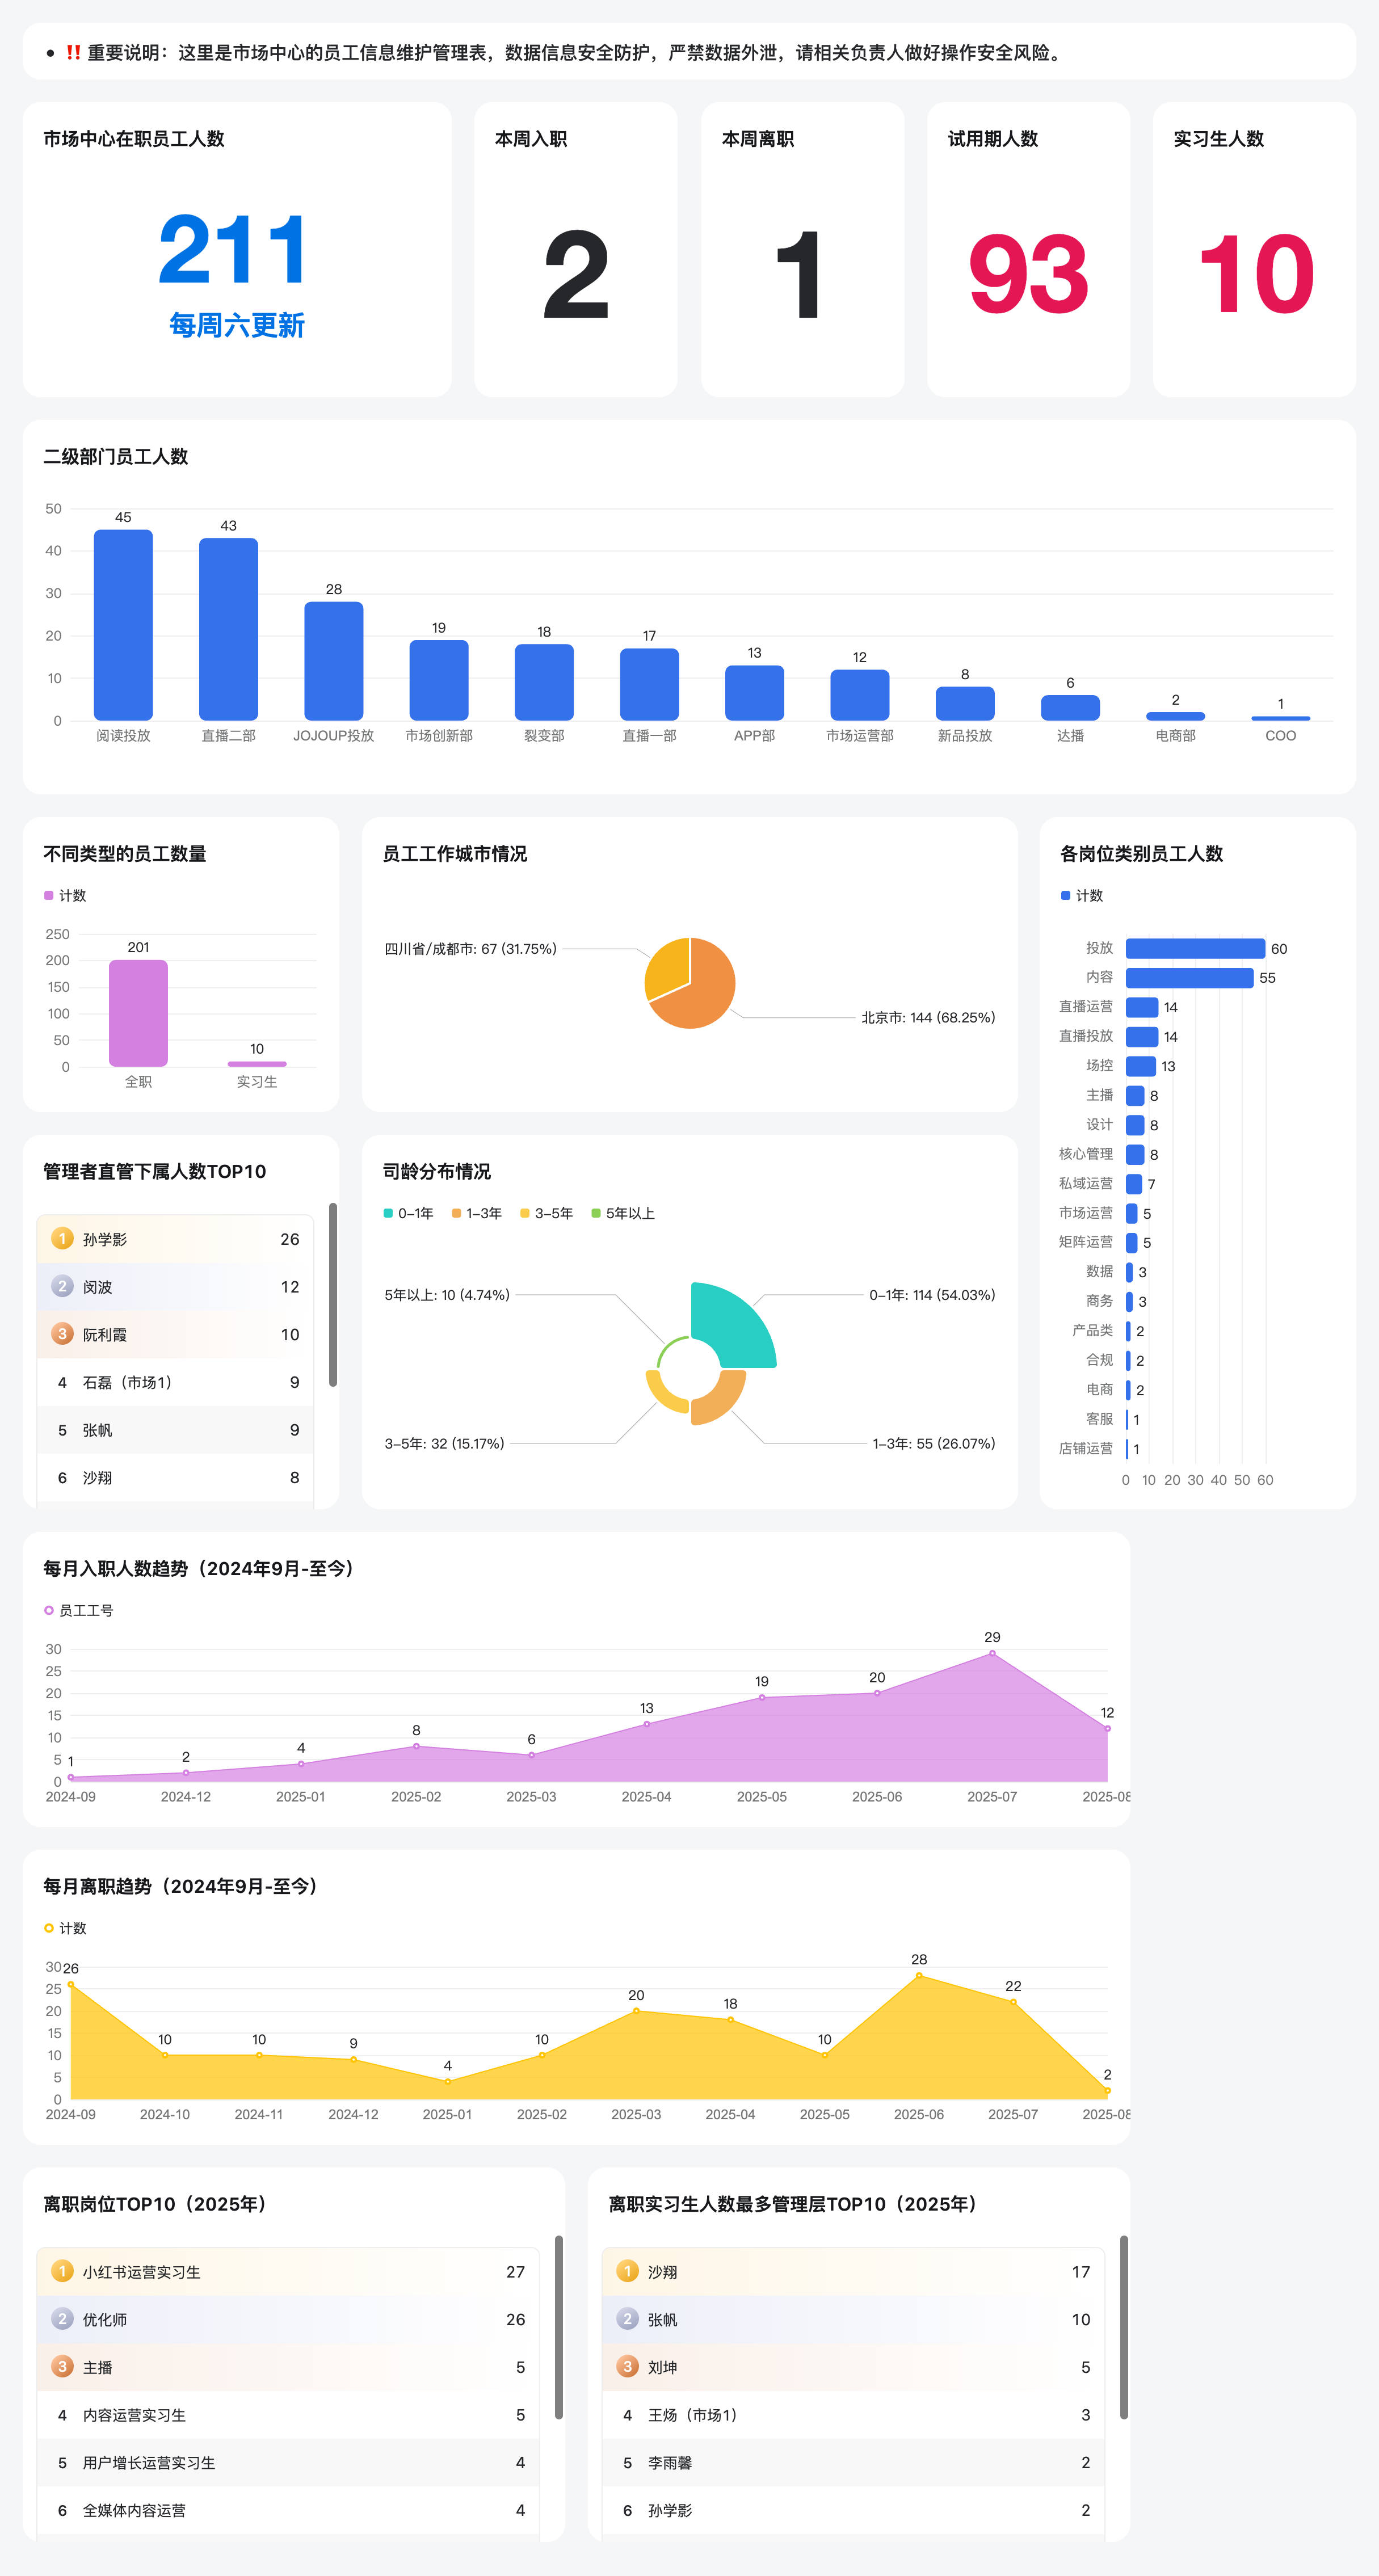 • ‼ 重要说明：这里是市场中心的员工信息维护管理表，数据信息安全防护，严禁数据外泄，请相关负责人做好操作安全风险。
市场中心在职员工人数
211
每周六更新
本周入职
2
本周离职
1
试用期人数
93
实习生人数
10
二级部门员工人数
50
40
30
20
10
0
45
43
28
19
18
17
13
12
8
6
2
1
阅读投放
直播二部
JOJOUP投放
市场创新部
裂变部
直播一部
APP部
市场运营部
新品投放
达播
电商部
COO
不同类型的员工数量
计数
250
200
150
100
50
0
201
10
全职
实习生
员工工作城市情况
四川省/成都市: 67 (31.75%)
北京市: 144 (68.25%)
各岗位类别员工人数
计数
投放 60
内容 55
直播运营 14
直播投放 14
场控 13
主播 8
设计 8
核心管理 8
私域运营 7
市场运营 5
矩阵运营 5
数据 3
商务 3
产品类 2
合规 2
电商 2
客服 1
店铺运营 1
0 10 20 30 40 50 60
管理者直管下属人数TOP10
1 孙学影 26
2 闵波 12
3 阮利霞 10
4 石磊（市场1） 9
5 张帆 9
6 沙翔 8
司龄分布情况
0-1年 1-3年 3-5年 5年以上
5年以上: 10 (4.74%)
0-1年: 114 (54.03%)
3-5年: 32 (15.17%)
1-3年: 55 (26.07%)
每月入职人数趋势（2024年9月-至今）
员工工号
30
25
20
15
10
5
0
1
2
4
8
6
13
19
20
29
12
2024-09
2024-12
2025-01
2025-02
2025-03
2025-04
2025-05
2025-06
2025-07
2025-08
每月离职趋势（2024年9月-至今）
计数
30
25
20
15
10
5
0
26
10
10
9
4
10
20
18
10
28
22
2
2024-09
2024-10
2024-11
2024-12
2025-01
2025-02
2025-03
2025-04
2025-05
2025-06
2025-07
2025-08
离职岗位TOP10（2025年）
1 小红书运营实习生 27
2 优化师 26
3 主播 5
4 内容运营实习生 5
5 用户增长运营实习生 4
6 全媒体内容运营 4
离职实习生人数最多管理层TOP10（2025年）
1 沙翔 17
2 张帆 10
3 刘坤 5
4 王炀（市场1） 3
5 李雨馨 2
6 孙学影 2